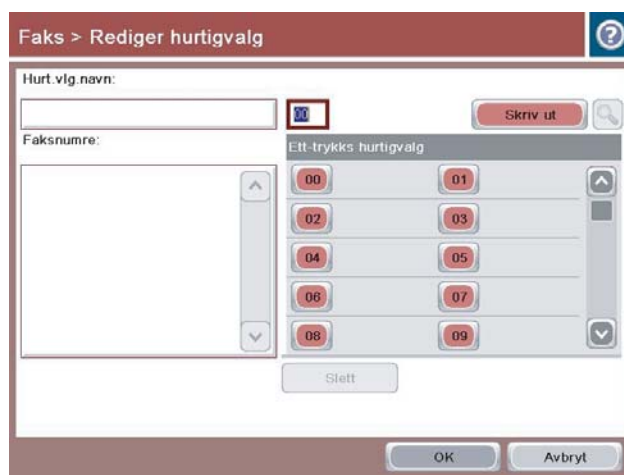 Faks > Rediger hurtigvalg
?
Hurt.vlg.navn:
00
Skriv ut
Faksnumre:
Ett-trykks hurtigvalg
00
01
02
03
04
05
06
07
08
09
Slett
OK
Avbryt